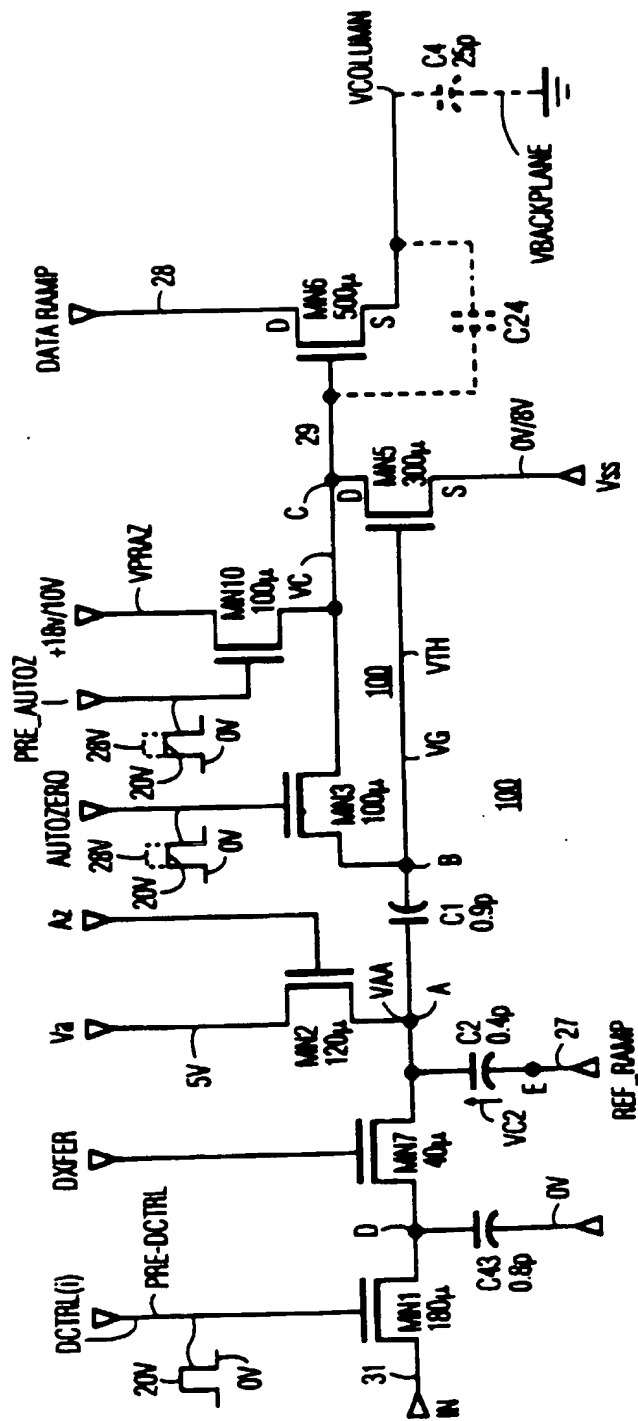 DCTRL(i)
PRE-DCTRL
20V
0V
DXFER
Va
5V
Az
AUTOZERO
28V
20V
0V
PRE_AUTOZ
28V
20V
0V
+18v/10V
VPRAZ
DATA RAMP
28
IN
31
MN1
180μ
D
C43
0.8p
0V
MN7
40μ
MN2
120μ
VAA
A
C2
0.4p
VC2
E
27
REF_RAMP
C1
0.9p
B
MN3
100μ
MN10
100μ
VC
C
29
VG
100
VTH
100
D
MN5
300μ
S
0V/8V
Vss
D
MN6
500μ
S
C24
VCOLUMN
C4
25p
VBACKPLANE